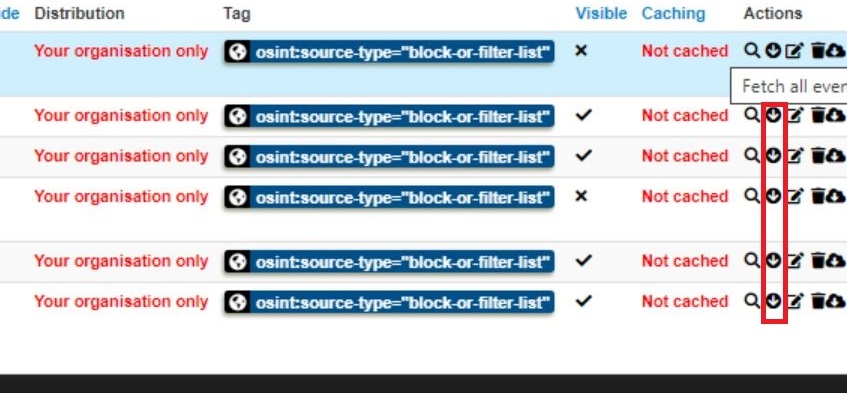 ide Distribution Tag Visible Caching Actions
Your organisation only osint:source-type="block-or-filter-list" Not cached
Fetch all ever
Your organisation only osint:source-type="block-or-filter-list" Not cached
Your organisation only osint:source-type="block-or-filter-list" Not cached
Your organisation only osint:source-type="block-or-filter-list" Not cached
Your organisation only osint:source-type="block-or-filter-list" Not cached
Your organisation only osint:source-type="block-or-filter-list" Not cached